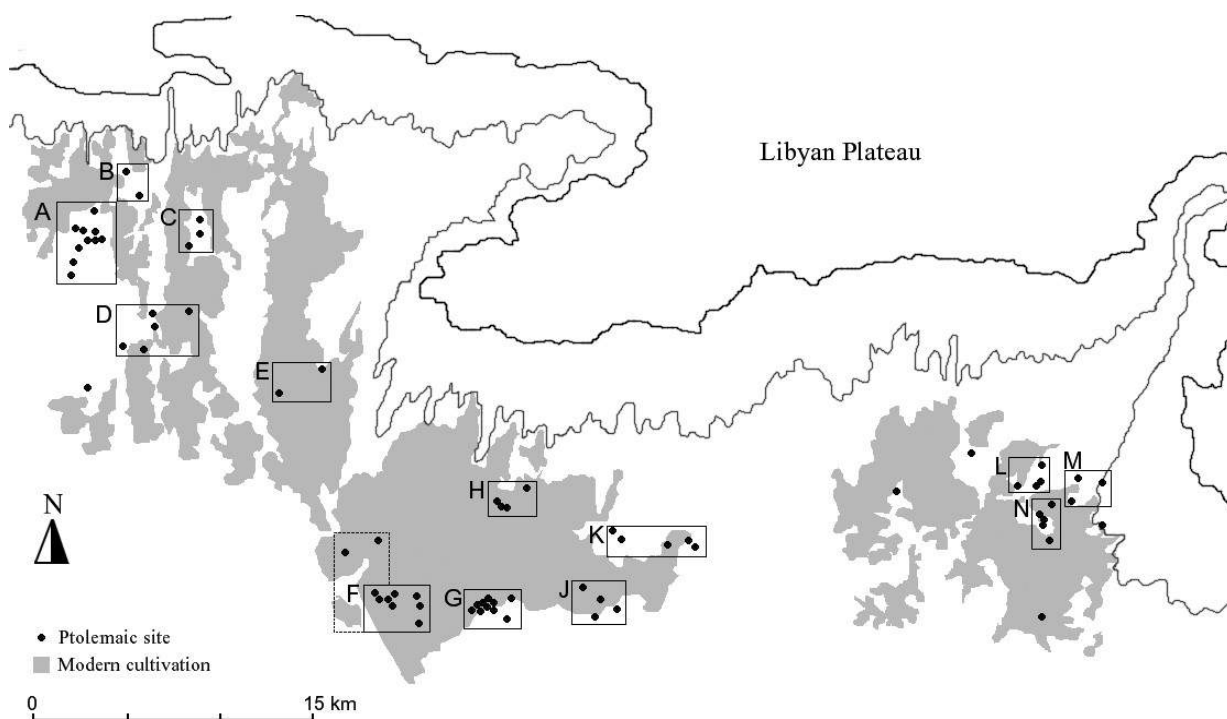 Libyan Plateau
B
A
C
D
E
L
M
H
N
K
F
G
J
N
Ptolemaic site
Modern cultivation
0 15 km